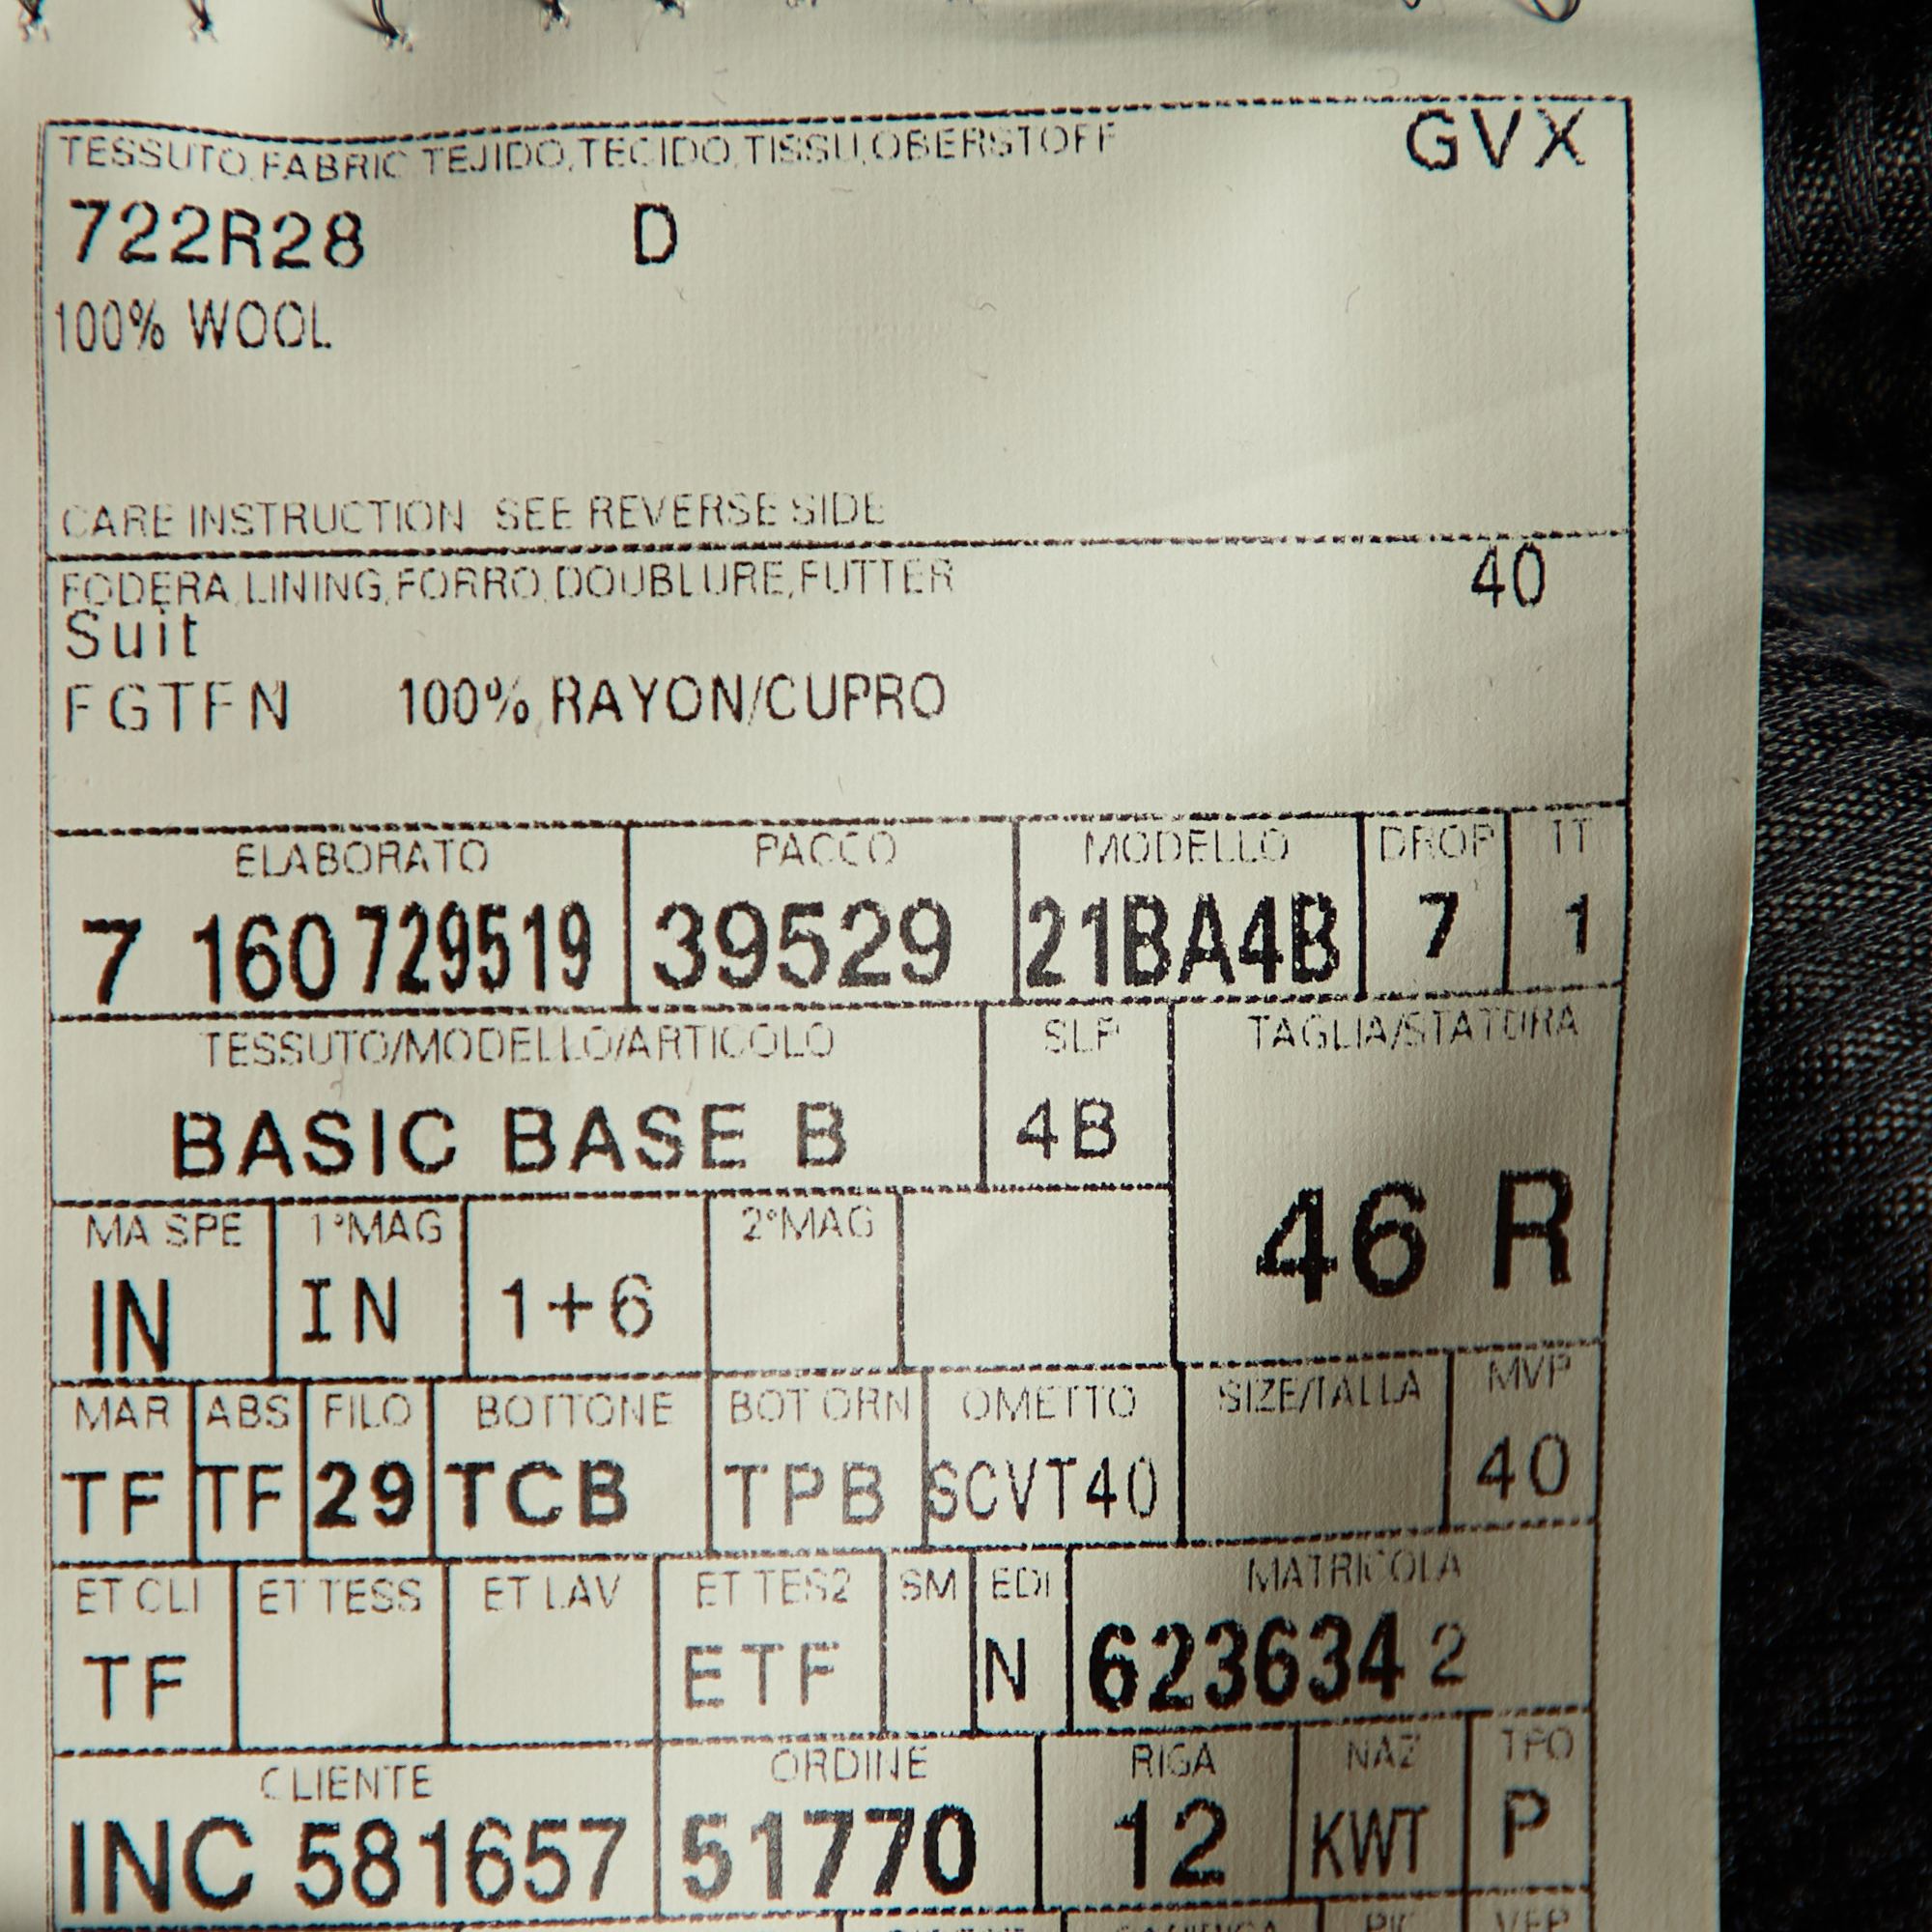 TESSUTO,FABRIC TEJIDO,TECIDO,TISSU,OBERSTOFF GVX
722R28 D
100% WOOL
CARE INSTRUCTION SEE REVERSE SIDE
FODERA,LINING,FORRO,DOUBLURE,FUTTER 40
Suit
FGTFN 100% RAYON/CUPRO
ELABORATO PACCO MODELLO DROP IT
7 160729519 39529 21BA4B 7 1
TESSUTO/MODELLO/ARTICOLO SLP TAGLIA/STATURA
BASIC BASE B 4B
46 R
MA SPE 1°MAG 2°MAG
IN IN 1+6
MAR ABS FILO BOTTONE BOT ORN OMETTO SIZE/TALLA MVP
TF TF 29 TCB TPB SCVT40 40
ET CLI ET TESS ET LAV ET TES2 SM EDI MATRICOLA
TF ETF N 623634 2
CLIENTE ORDINE RIGA NAZ TPO
INC 581657 51770 12 KWT P